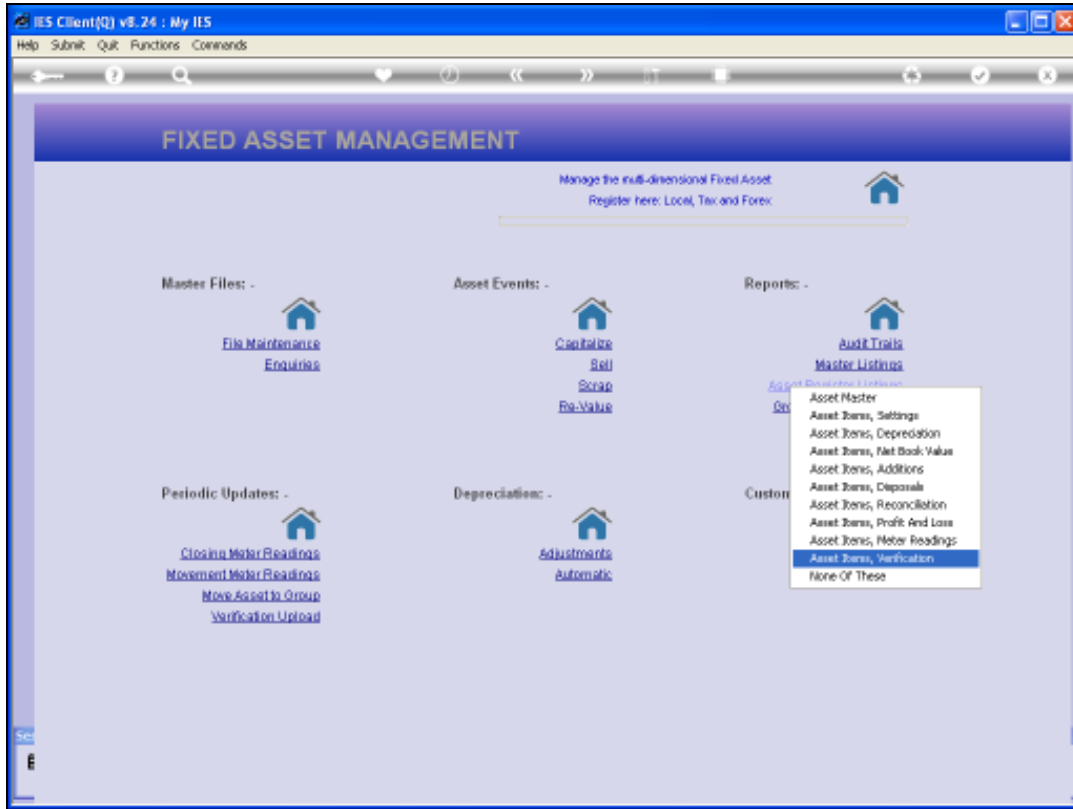 IES Client(Q) v8.24 : My IES
Help Submit Quit Functions Commands
FIXED ASSET MANAGEMENT
Manage the multi-dimensional Fixed Asset
Register here: Local, Tax and Forex
Master Files: -
File Maintenance
Enquiries
Asset Events: -
Capitalize
Sell
Scrap
Re-Value
Reports: -
Audit Trails
Master Listings
Asset Register Listings
Asset Master
Asset Items, Settings
Asset Items, Depreciation
Asset Items, Net Book Value
Asset Items, Additions
Asset Items, Disposals
Asset Items, Reconciliation
Asset Items, Profit And Loss
Asset Items, Meter Readings
Asset Items, Verification
None Of These
Periodic Updates: -
Closing Meter Readings
Movement Meter Readings
Move Asset to Group
Verification Upload
Depreciation: -
Adjustments
Automatic
Custom